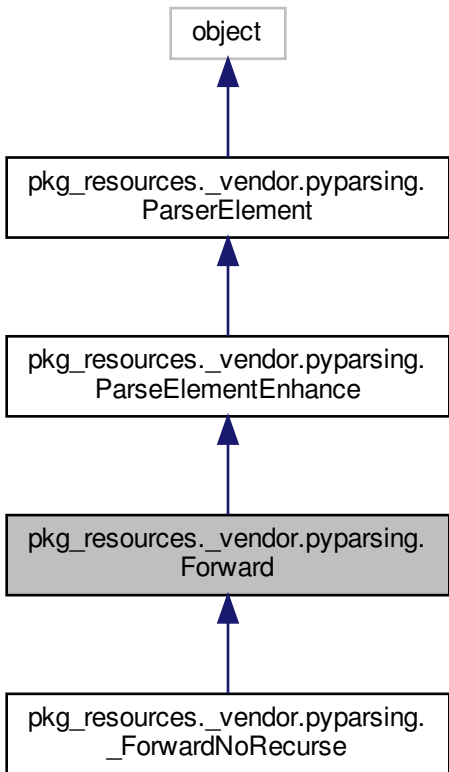 object
pkg_resources._vendor.pyparsing.
ParserElement
pkg_resources._vendor.pyparsing.
ParseElementEnhance
pkg_resources._vendor.pyparsing.
Forward
pkg_resources._vendor.pyparsing.
_ForwardNoRecurse